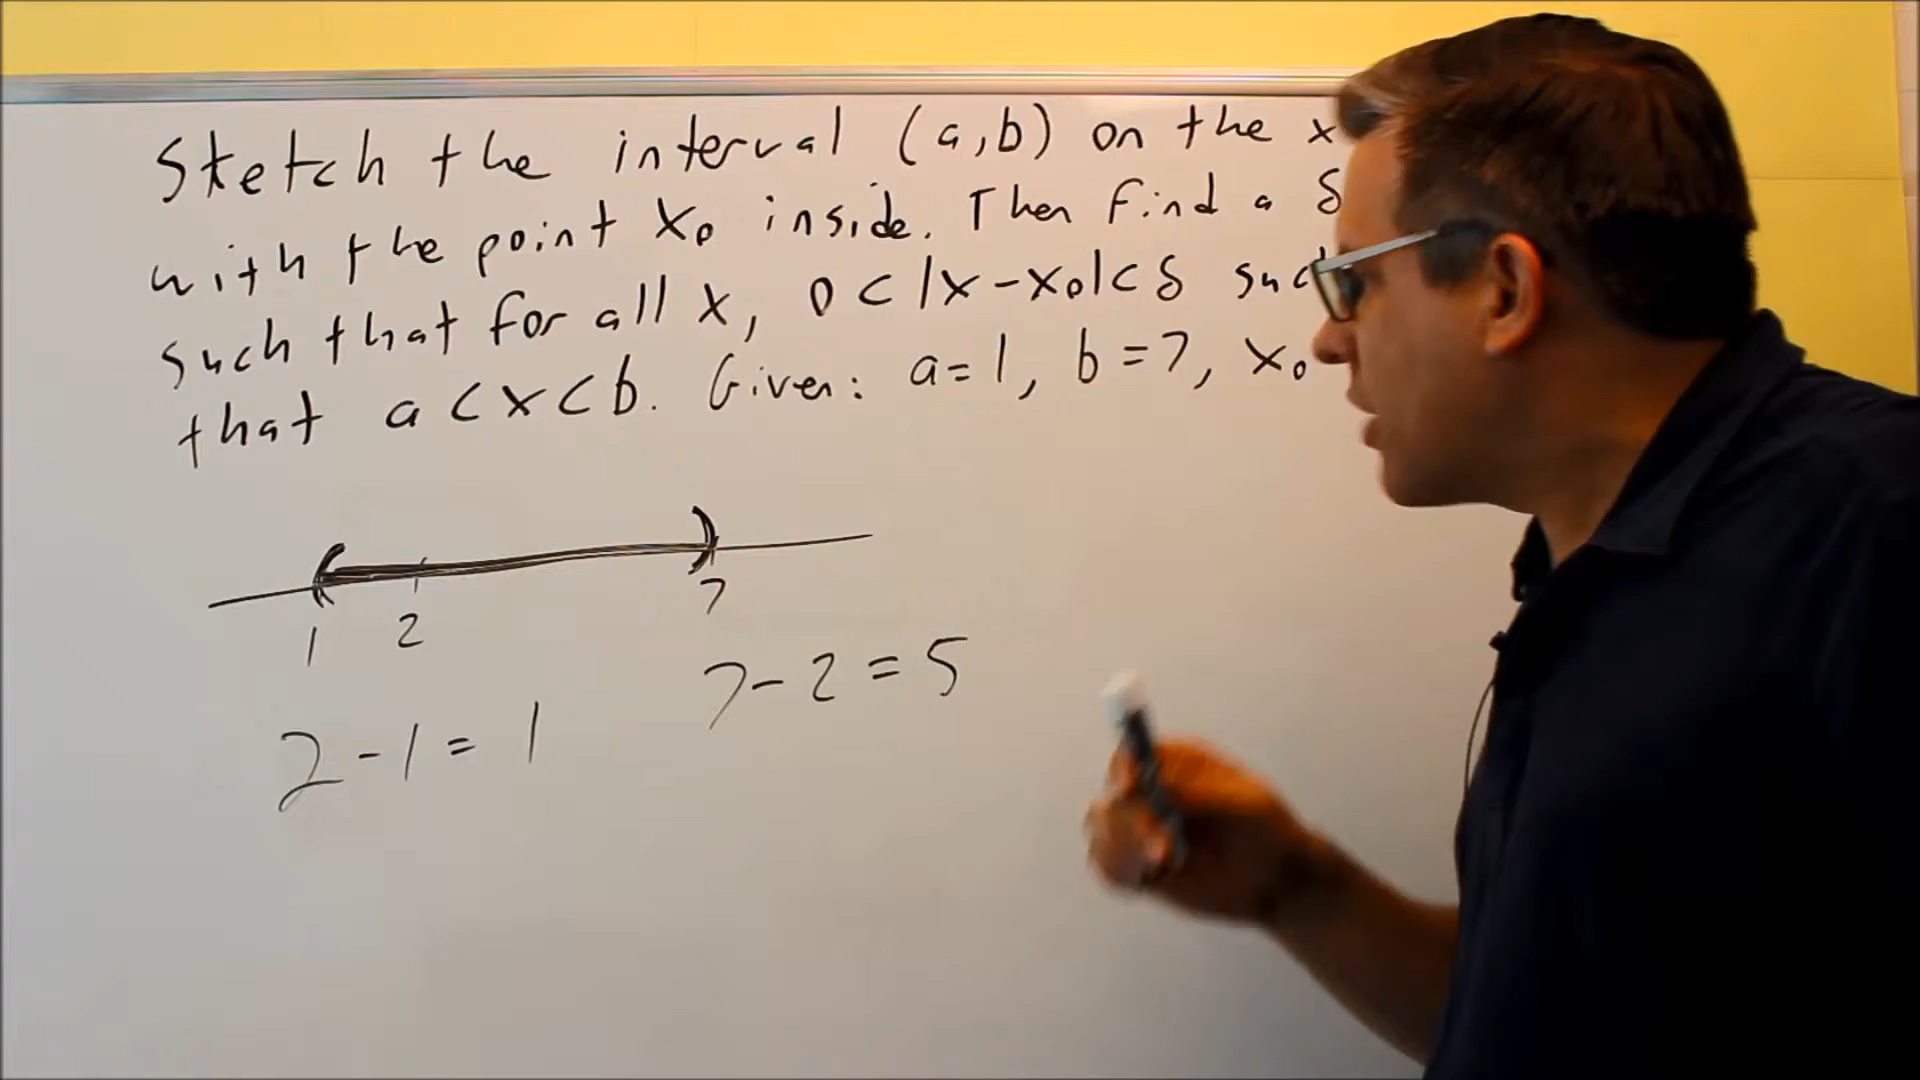 Sketch the interval (a,b) on the x
with the point x₀ inside. Then find a δ
such that for all x, 0<|x-x₀|<δ suc
that a<x<b. Given: a=1, b=7, x₀
1 2 7
2-1=1 7-2=5